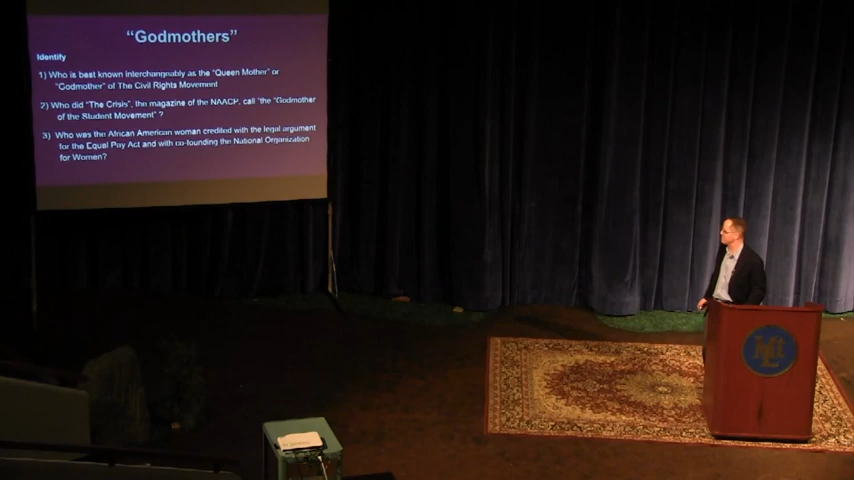 “Godmothers”
Identify
1) Who is best known interchangeably as the “Queen Mother” or
“Godmother” of The Civil Rights Movement
2) Who did “The Crisis”, the magazine of the NAACP, call “the “Godmother
of the Student Movement” ?
3) Who was the African American woman credited with the legal argument
for the Equal Pay Act and with co-founding the National Organization
for Women?